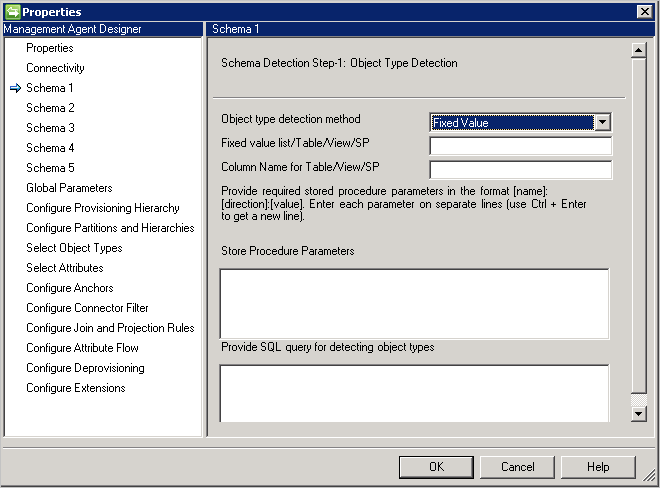 Properties
Management Agent Designer
Schema 1
Properties
Connectivity
Schema 1
Schema 2
Schema 3
Schema 4
Schema 5
Global Parameters
Configure Provisioning Hierarchy
Configure Partitions and Hierarchies
Select Object Types
Select Attributes
Configure Anchors
Configure Connector Filter
Configure Join and Projection Rules
Configure Attribute Flow
Configure Deprovisioning
Configure Extensions
Schema Detection Step-1: Object Type Detection
Object type detection method
Fixed Value
Fixed value list/Table/View/SP
Column Name for Table/View/SP
Provide required stored procedure parameters in the format [name]:
[direction]:[value]. Enter each parameter on separate lines (use Ctrl + Enter
to get a new line).
Store Procedure Parameters
Provide SQL query for detecting object types
OK
Cancel
Help